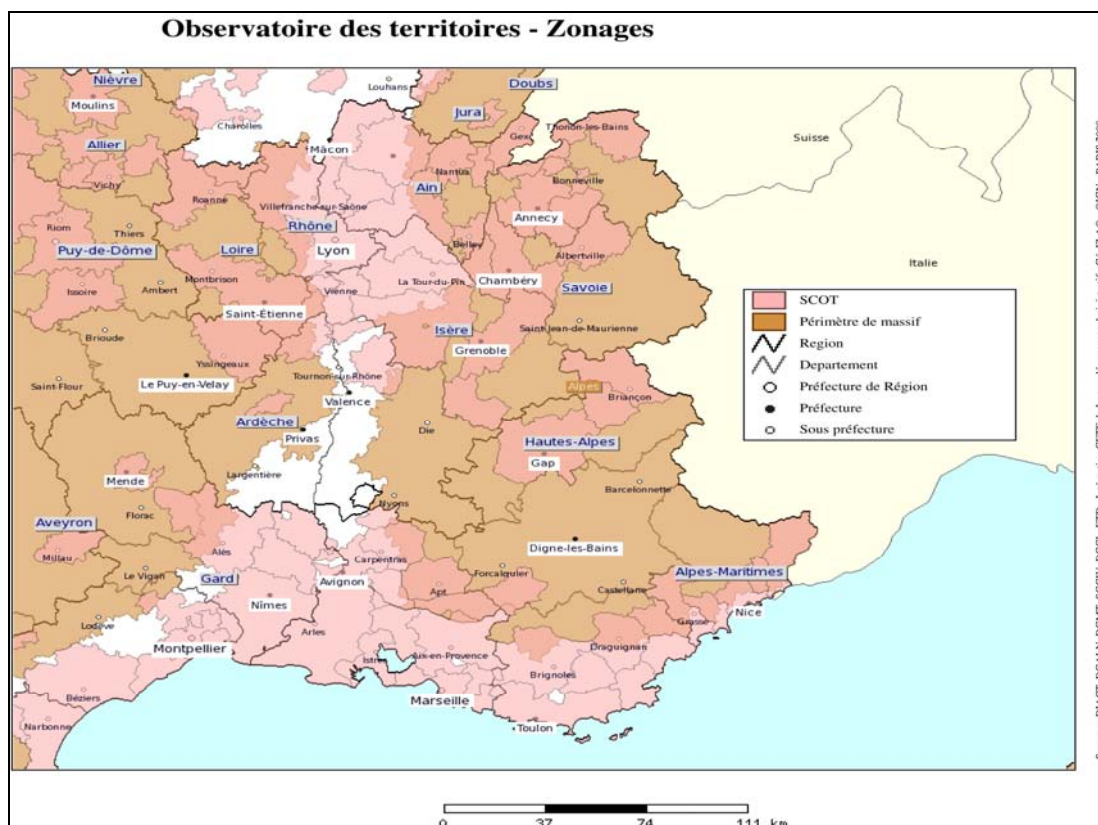 Observatoire des territoires - Zonages
Nièvre
Louhans
Doubs
Moulins
Jura
Charolles
Gex
Thonon-les-Bains
Suisse
Allier
Mâcon
Vichy
Nantua
Bonneville
Roanne
Ain
Villefranche-sur-Saône
Annecy
Riom
Thiers
Rhône
Puy-de-Dôme
Loire
Lyon
Belley
Albertville
Italie
Montbrison
La Tour-du-Pin
Chambéry
Issoire
Ambert
Vienne
Savoie
Saint-Étienne
Isère
Saint-Jean-de-Maurienne
Brioude
Grenoble
Yssingeaux
Saint-Flour
Le Puy-en-Velay
Tournon-sur-Rhône
Alpes
Valence
Briançon
Ardèche
Die
Privas
Hautes-Alpes
Gap
Mende
Largentière
Barcelonnette
Nyons
Florac
Aveyron
Alès
Digne-les-Bains
Millau
Carpentras
Le Vigan
Gard
Avignon
Forcalquier
Alpes-Maritimes
Apt
Castellane
Nîmes
Nice
Lodève
Arles
Grasse
Montpellier
Draguignan
Istres
Aix-en-Provence
Brignoles
Béziers
Marseille
Narbonne
Toulon
SCOT
Périmètre de massif
Region
Departement
Préfecture de Région
Préfecture
Sous préfecture
0 37 74 111 km